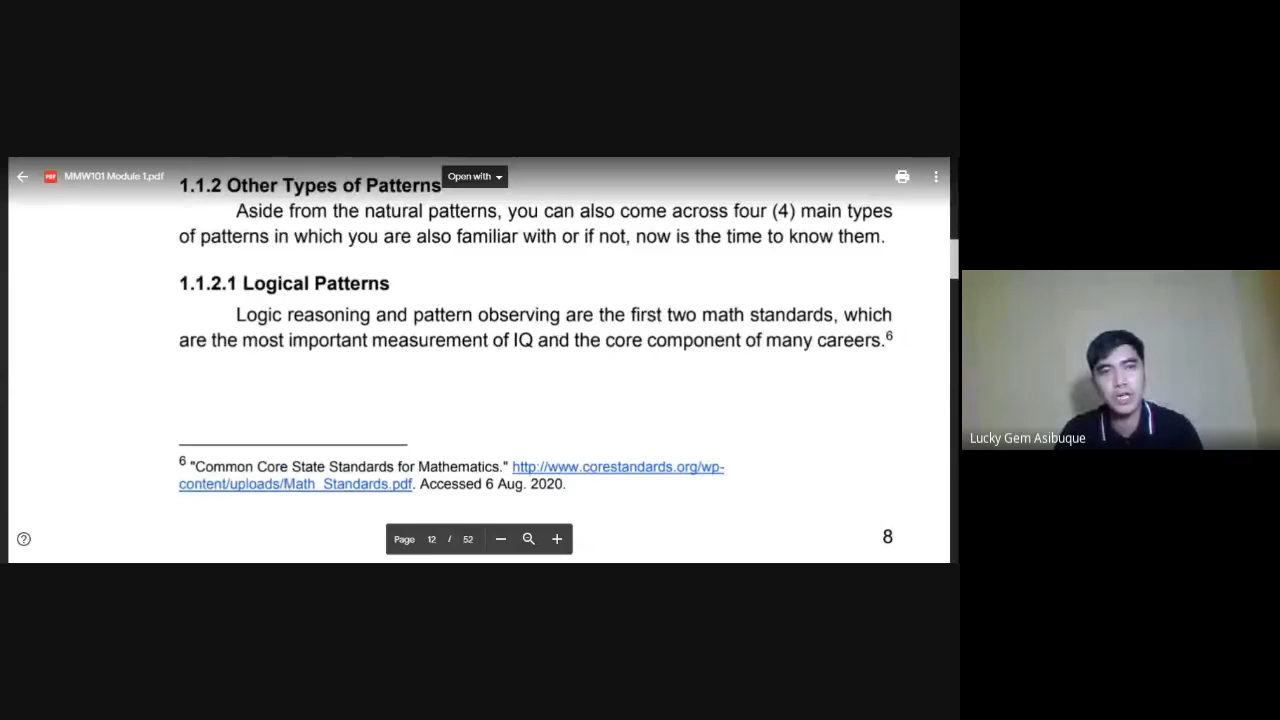 MMW101 Module 1.pdf
Open with
1.1.2 Other Types of Patterns
Aside from the natural patterns, you can also come across four (4) main types
of patterns in which you are also familiar with or if not, now is the time to know them.
1.1.2.1 Logical Patterns
Logic reasoning and pattern observing are the first two math standards, which
are the most important measurement of IQ and the core component of many careers.6
6 "Common Core State Standards for Mathematics." http://www.corestandards.org/wp-
content/uploads/Math_Standards.pdf. Accessed 6 Aug. 2020.
8
Page 12 / 52
Lucky Gem Asibuque